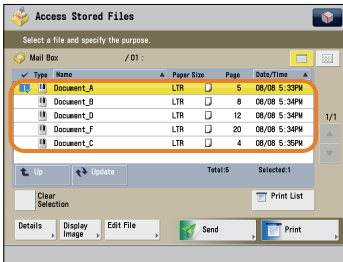 Access Stored Files
Select a file and specify the purpose.
Mail Box /01 :
Type Name Paper Size Page Date/Time
1 Document_A LTR 5 08/08 5:33PM
Document_B LTR 8 08/08 5:34PM
Document_D LTR 12 08/08 5:34PM
Document_F LTR 20 08/08 5:34PM
Document_C LTR 4 08/08 5:35PM
1/1
Up Update Total:5 Selected:1
Clear Selection Print List
Details Display Image Edit File Send Print